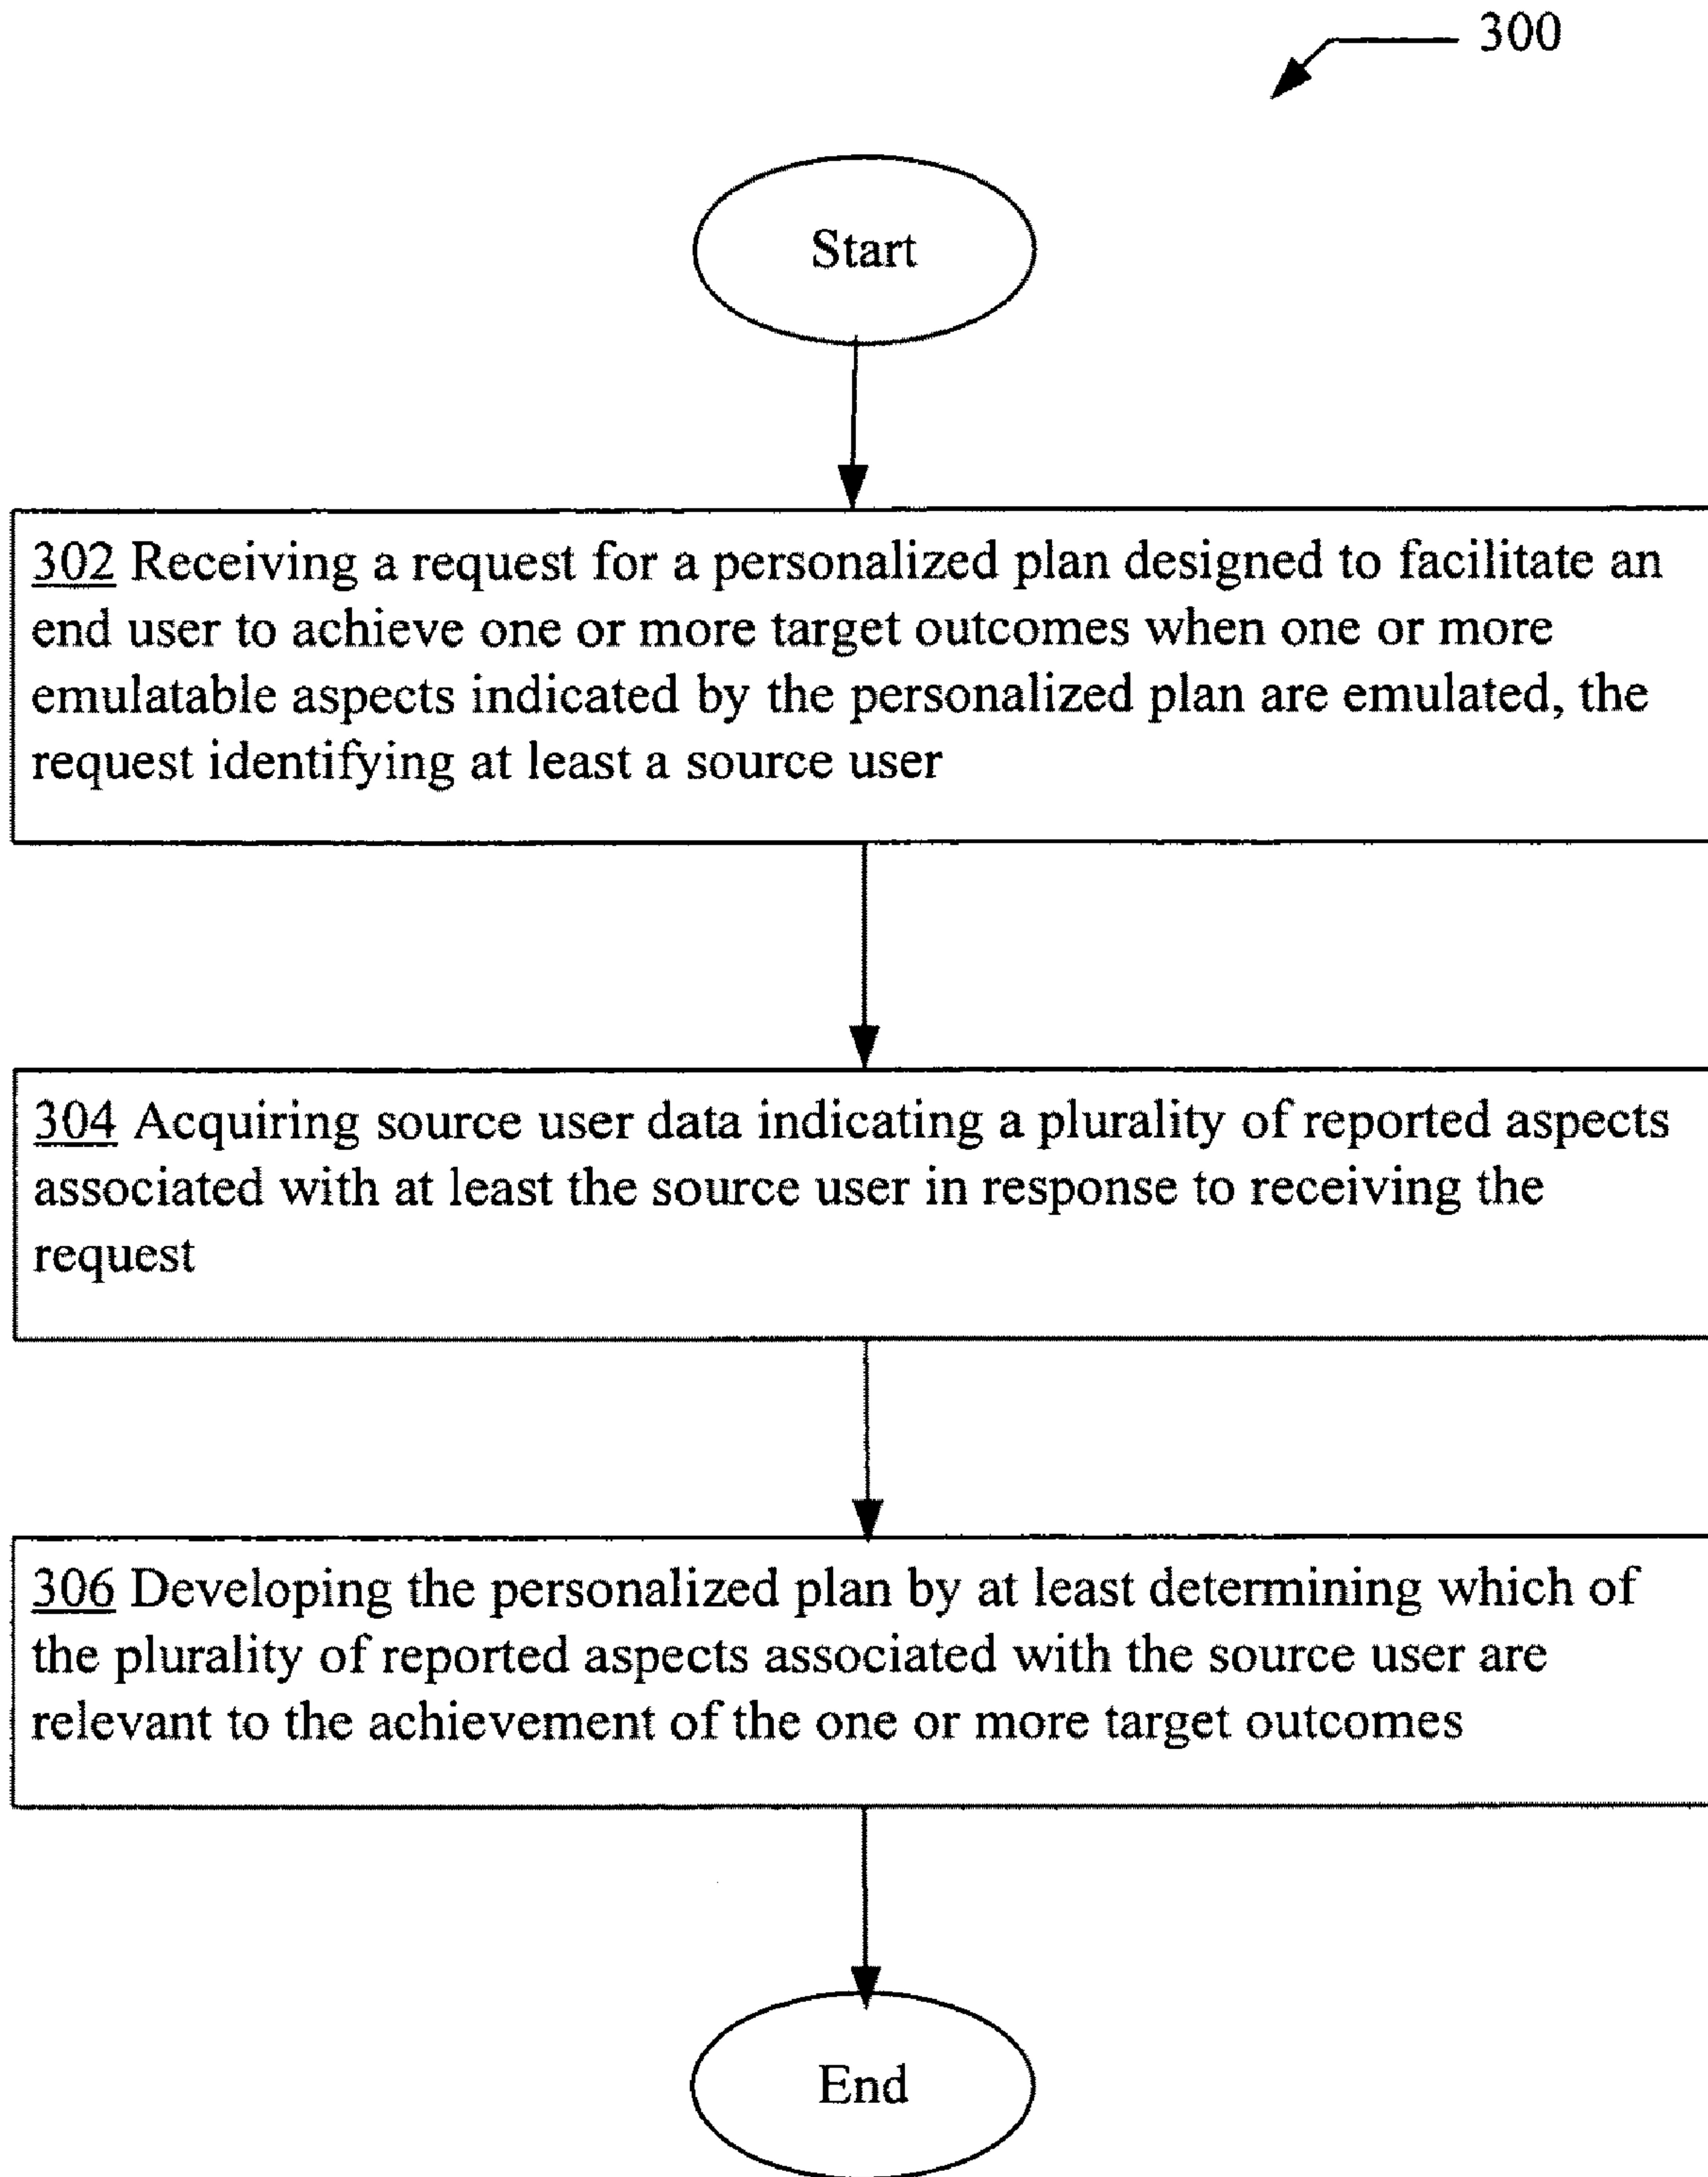 300
Start
302 Receiving a request for a personalized plan designed to facilitate an
end user to achieve one or more target outcomes when one or more
emulatable aspects indicated by the personalized plan are emulated, the
request identifying at least a source user
304 Acquiring source user data indicating a plurality of reported aspects
associated with at least the source user in response to receiving the
request
306 Developing the personalized plan by at least determining which of
the plurality of reported aspects associated with the source user are
relevant to the achievement of the one or more target outcomes
End